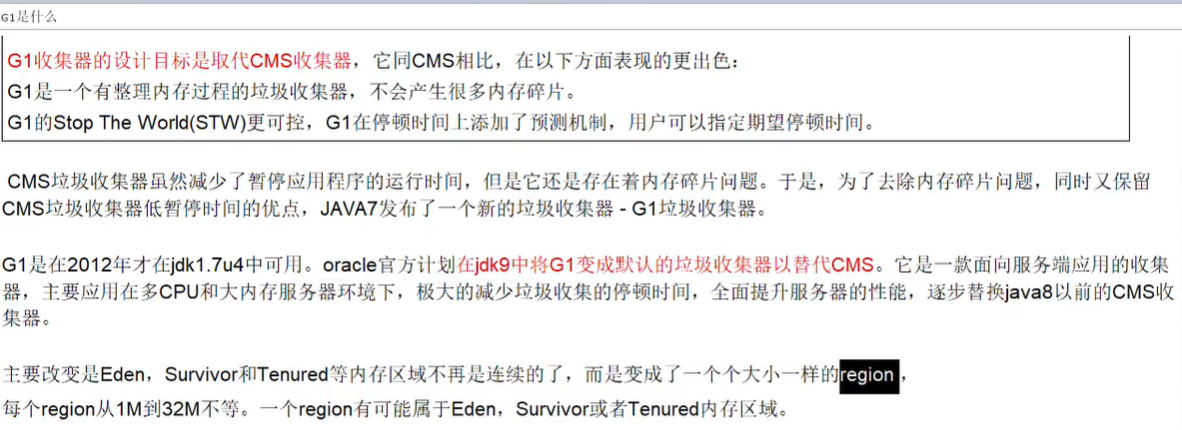 G1是什么
G1收集器的设计目标是取代CMS收集器，它同CMS相比，在以下方面表现的更出色：
G1是一个有整理内存过程的垃圾收集器，不会产生很多内存碎片。
G1的Stop The World(STW)更可控，G1在停顿时间上添加了预测机制，用户可以指定期望停顿时间。
CMS垃圾收集器虽然减少了暂停应用程序的运行时间，但是它还是存在着内存碎片问题。于是，为了去除内存碎片问题，同时又保留
CMS垃圾收集器低暂停时间的优点，JAVA7发布了一个新的垃圾收集器 - G1垃圾收集器。
G1是在2012年才在jdk1.7u4中可用。oracle官方计划在jdk9中将G1变成默认的垃圾收集器以替代CMS。它是一款面向服务端应用的收集
器，主要应用在多CPU和大内存服务器环境下，极大的减少垃圾收集的停顿时间，全面提升服务器的性能，逐步替换java8以前的CMS收
集器。
主要改变是Eden，Survivor和Tenured等内存区域不再是连续的了，而是变成了一个个大小一样的region，
每个region从1M到32M不等。一个region有可能属于Eden，Survivor或者Tenured内存区域。